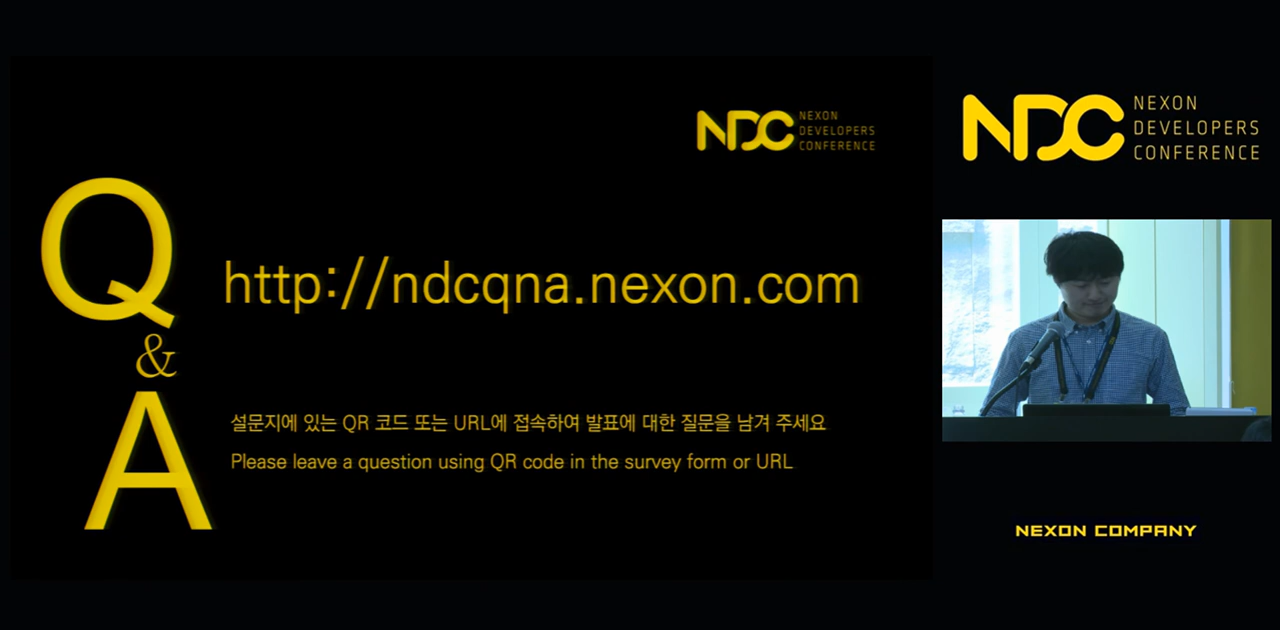 NDC NEXON
DEVELOPERS
CONFERENCE
Q
&
A
http://ndcqna.nexon.com
설문지에 있는 QR 코드 또는 URL에 접속하여 발표에 대한 질문을 남겨 주세요
Please leave a question using QR code in the survey form or URL
NDC NEXON
DEVELOPERS
CONFERENCE
NEXON COMPANY